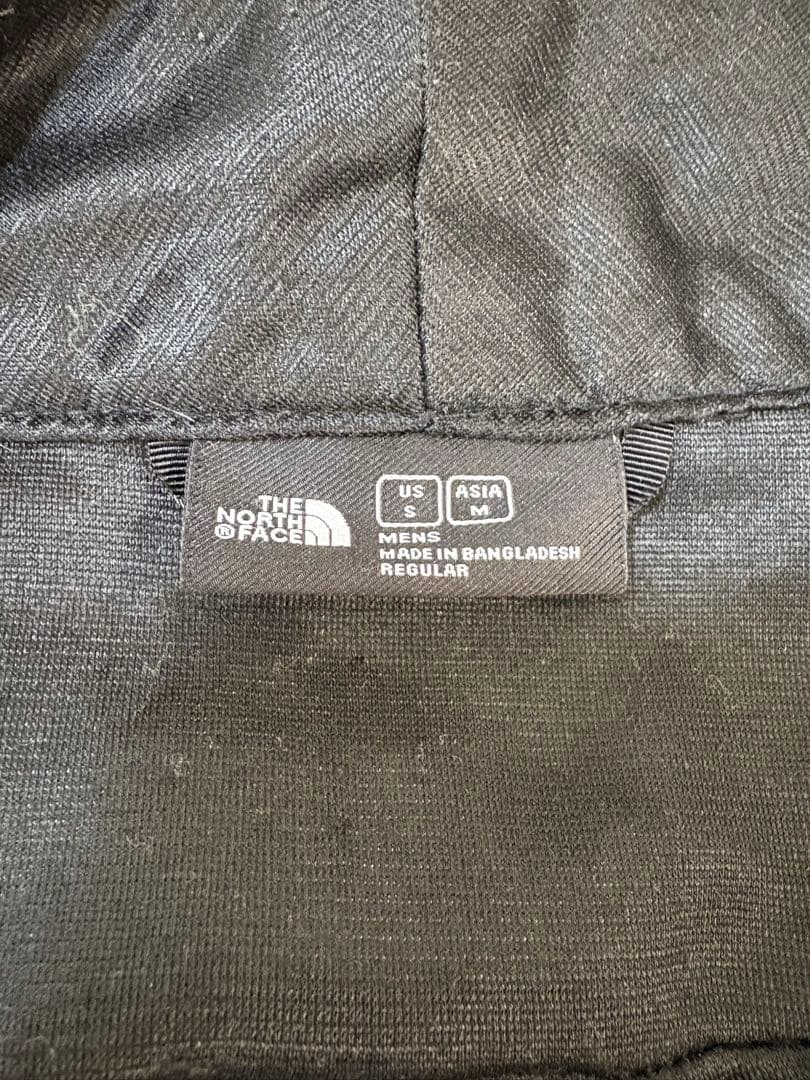 THE
NORTH
®FACE
US
S
ASIA
M
MENS
MADE IN BANGLADESH
REGULAR